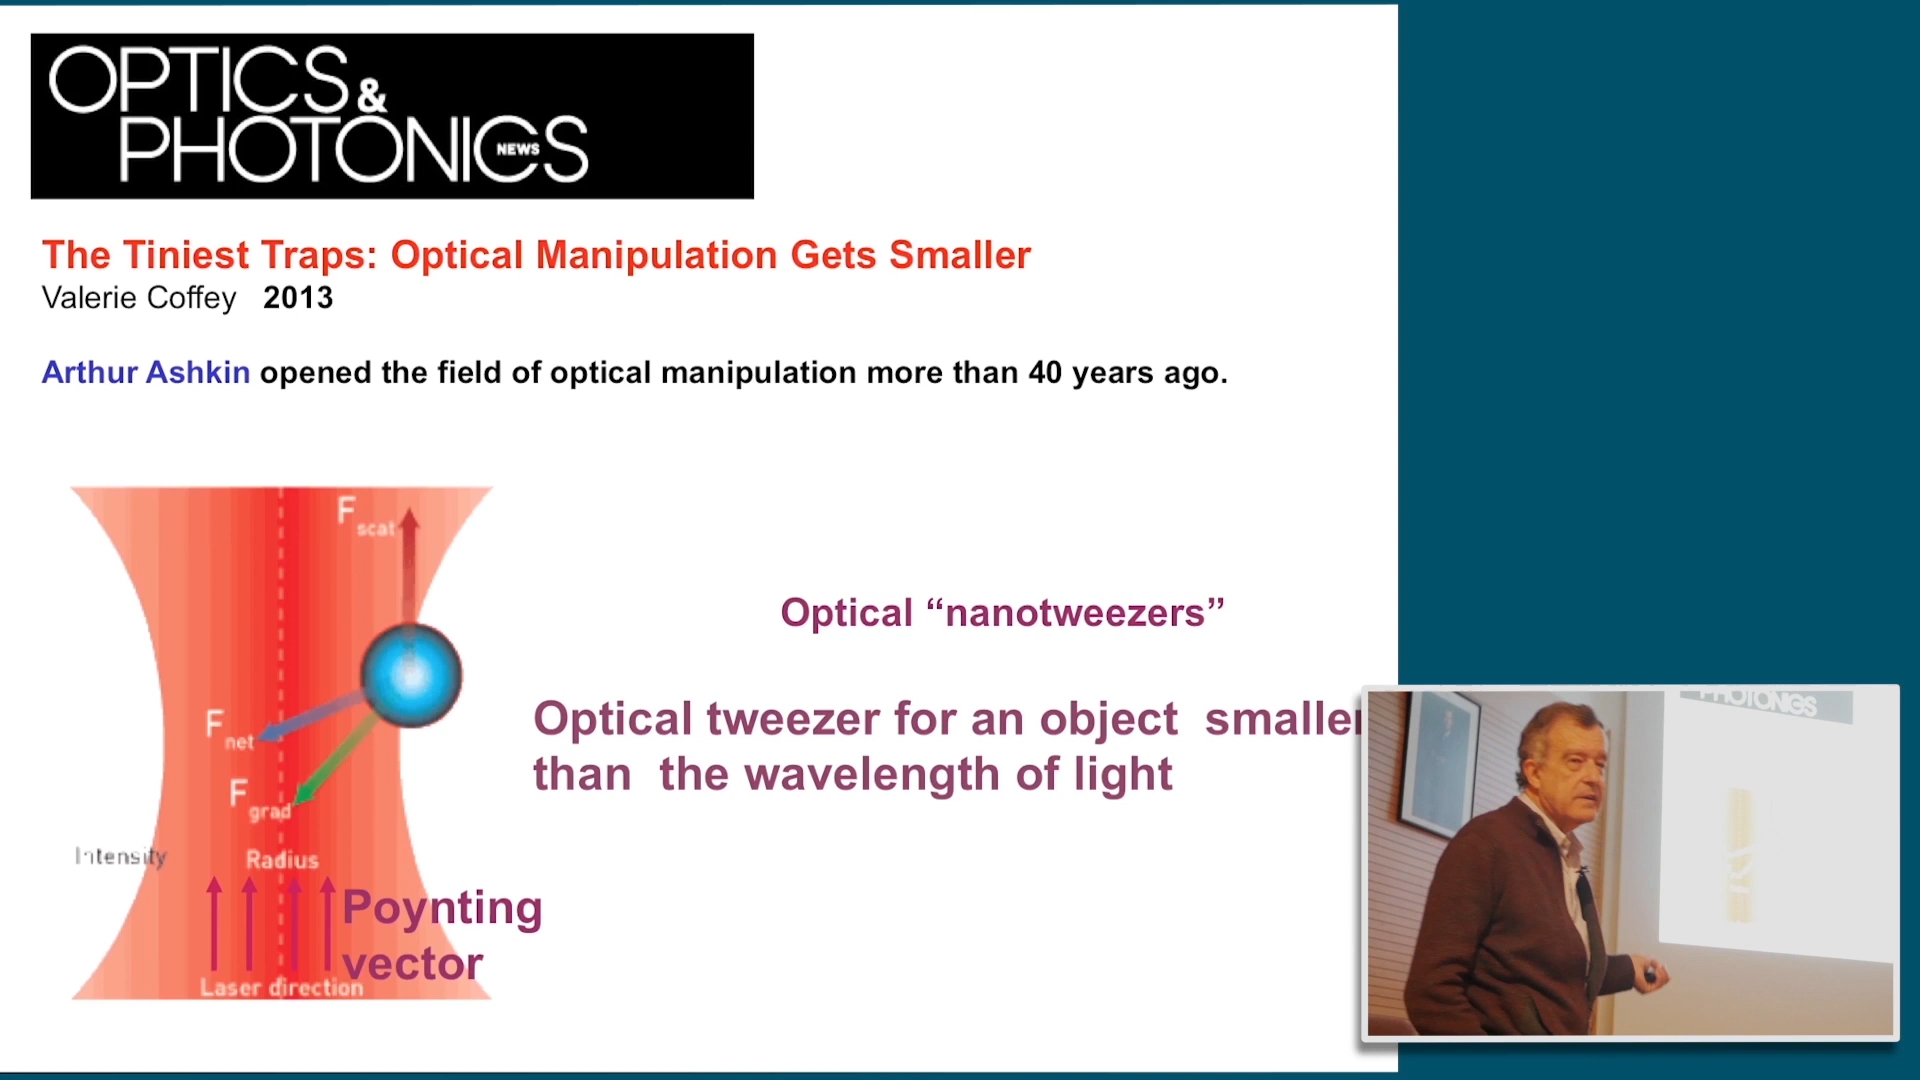 OPTICS &
PHOTONICS
NEWS
The Tiniest Traps: Optical Manipulation Gets Smaller
Valerie Coffey 2013
Arthur Ashkin opened the field of optical manipulation more than 40 years ago.
F scat
Optical “nanotweezers”
Optical tweezer for an object smaller
than the wavelength of light
F net
F grad
Intensity
Radius
Poynting
vector
Laser direction
PHOTONICS